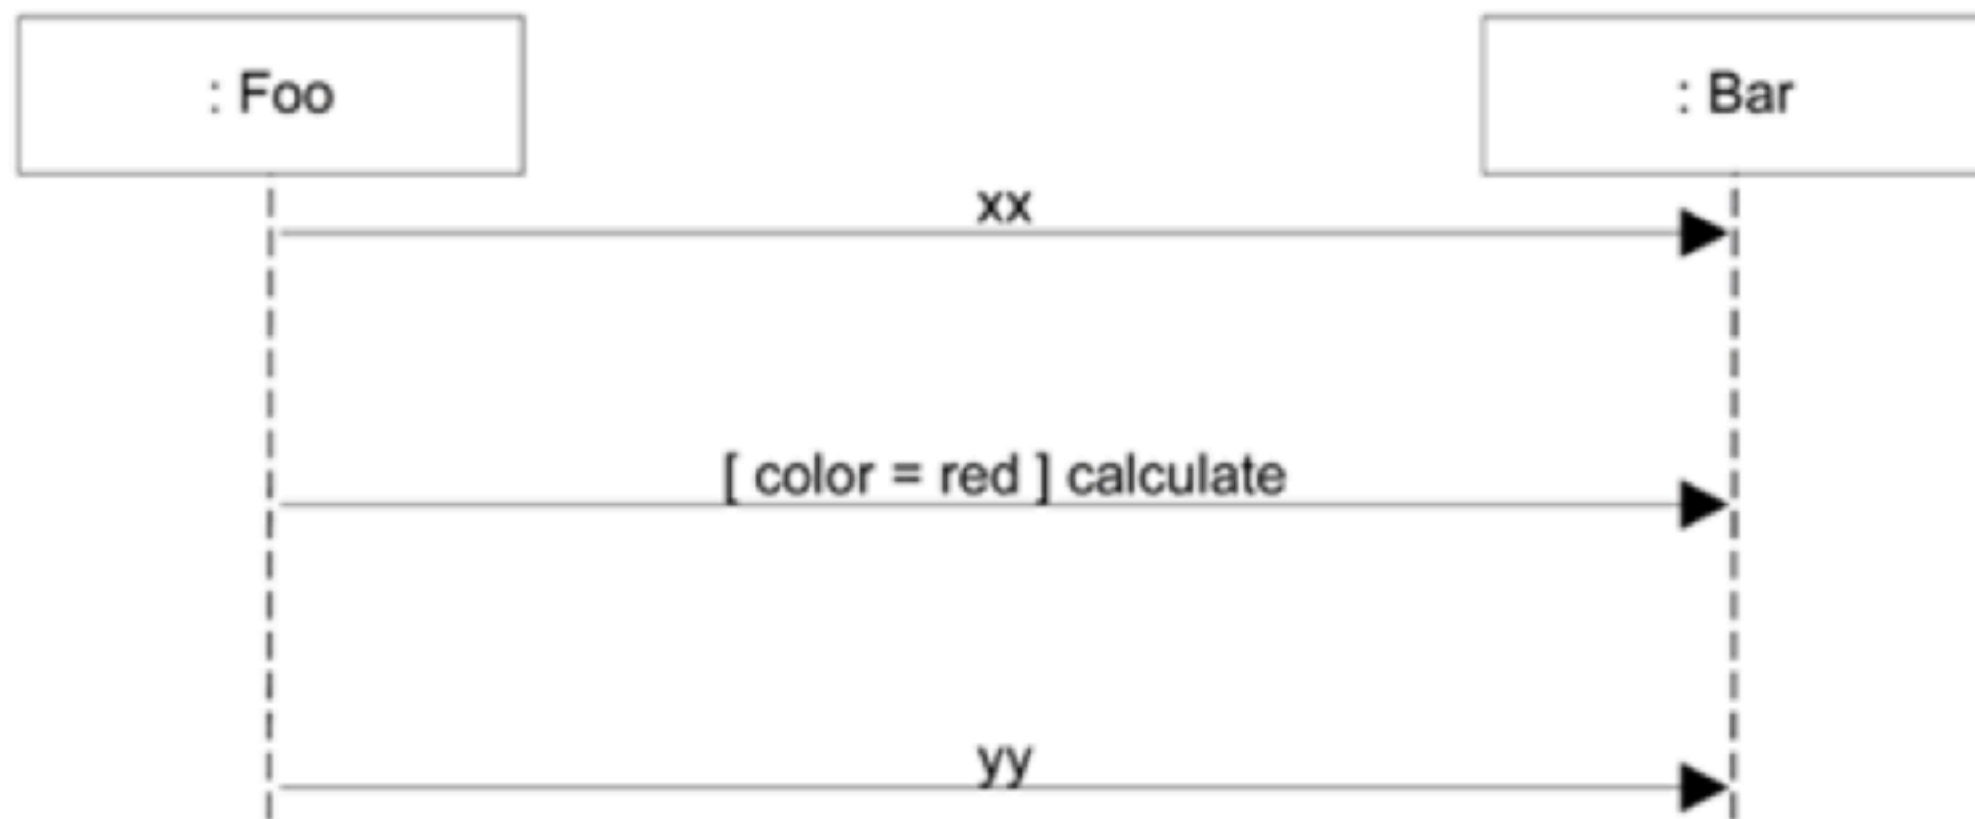 : Foo
: Bar
xx
[ color = red ] calculate
yy